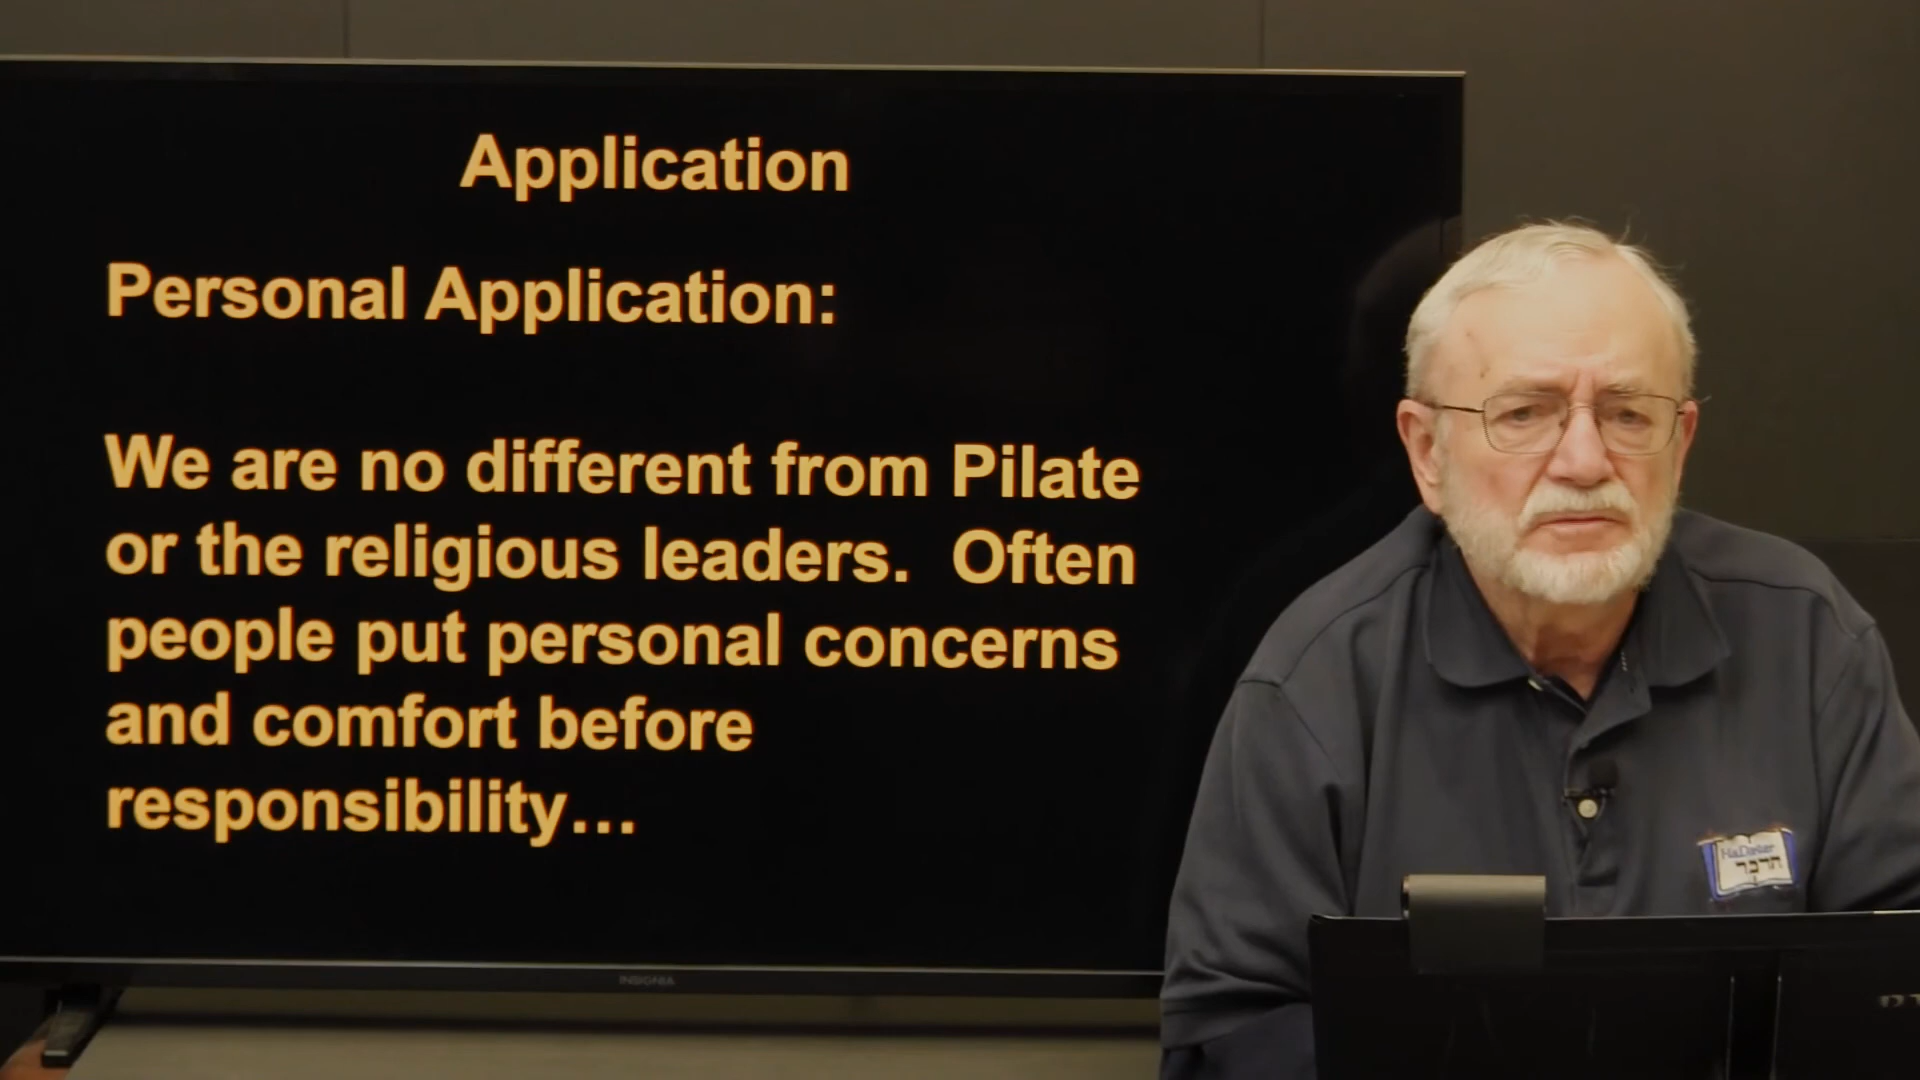 Application
Personal Application:
We are no different from Pilate
or the religious leaders.  Often
people put personal concerns
and comfort before
responsibility…
INSIGNIA
HaDavar